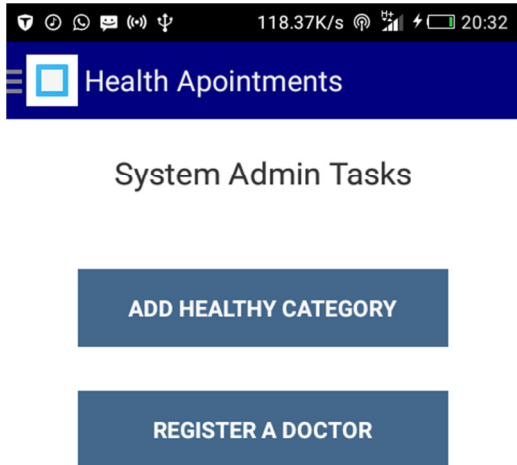 118.37K/s H+ 20:32
Health Apointments
System Admin Tasks
ADD HEALTHY CATEGORY
REGISTER A DOCTOR